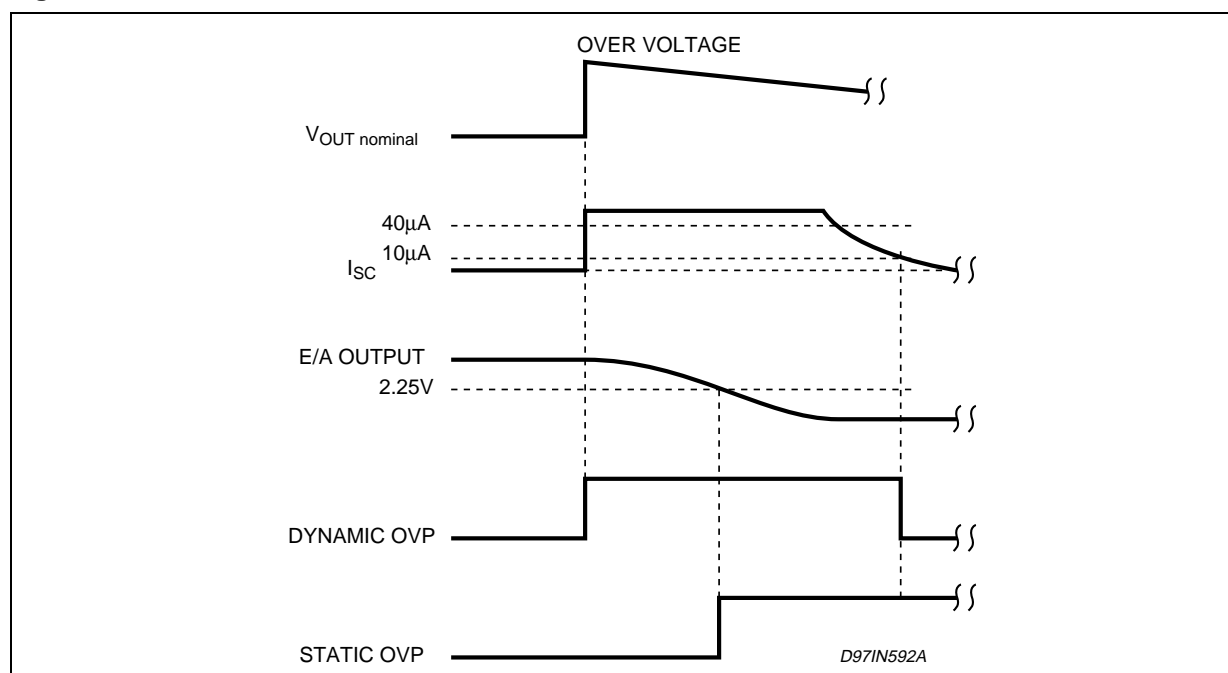 OVER VOLTAGE
VOUT nominal
40μA
10μA
ISC
E/A OUTPUT
2.25V
DYNAMIC OVP
STATIC OVP
D97IN592A